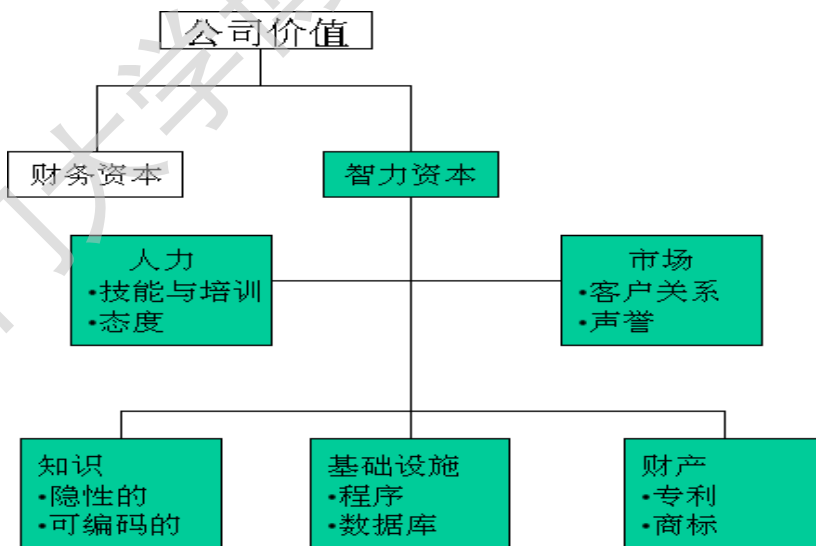 公司价值
财务资本
智力资本
人力
•技能与培训
•态度
市场
•客户关系
•声誉
知识
•隐性的
•可编码的
基础设施
•程序
•数据库
财产
•专利
•商标